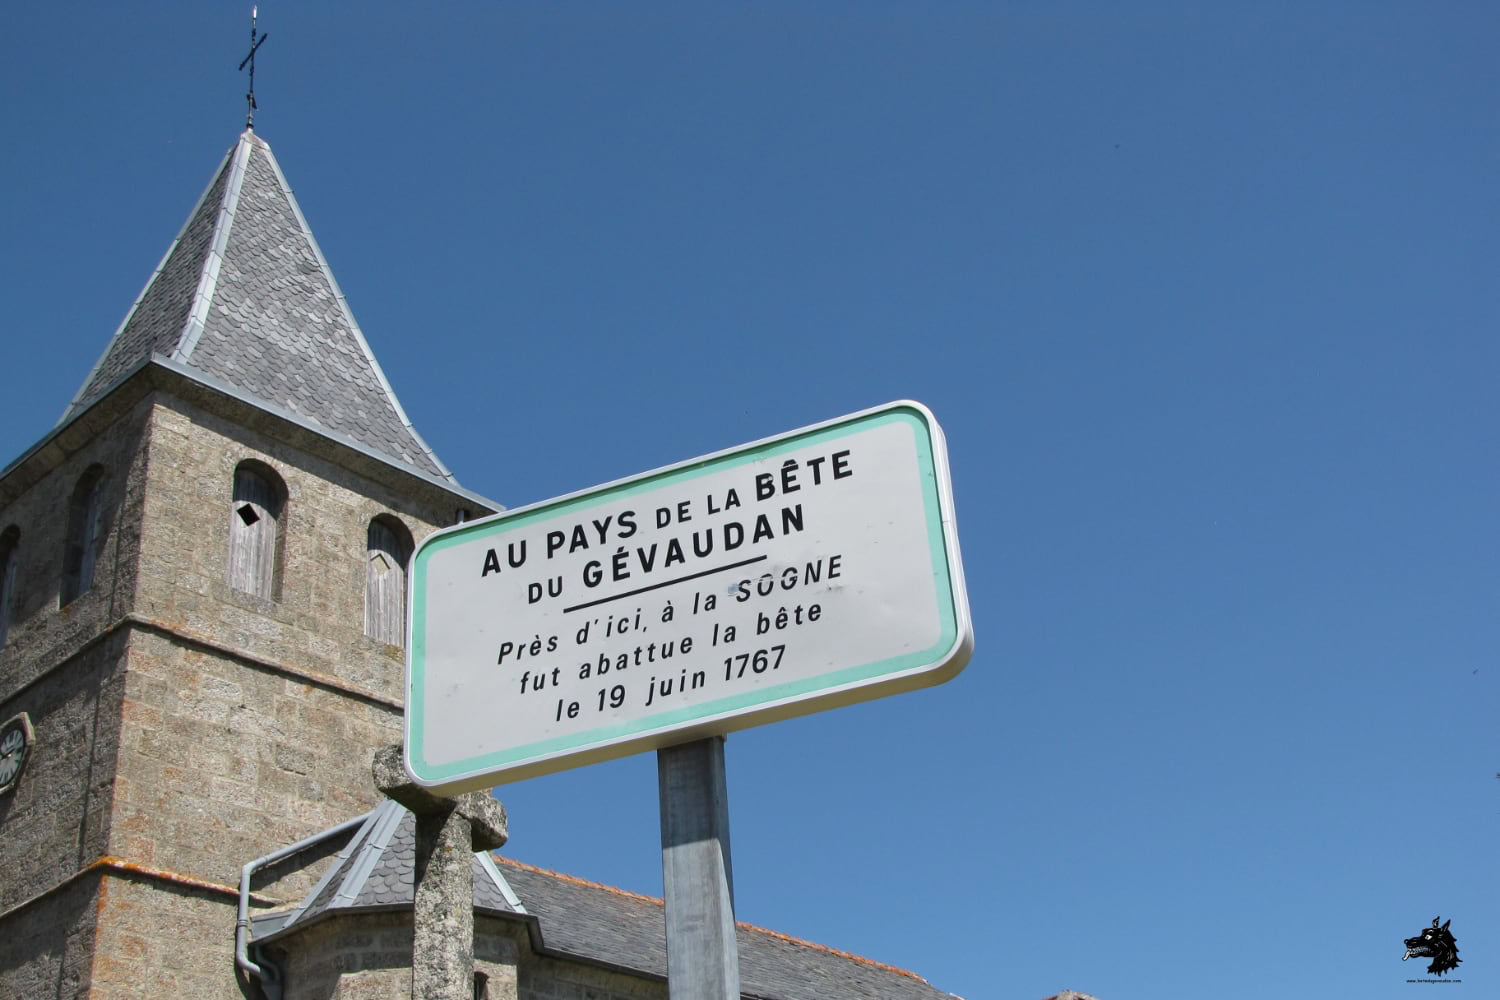 AU PAYS DE LA BÊTE
DU GÉVAUDAN
Près d'ici, à la SOGNE
fut abattue la bête
le 19 juin 1767